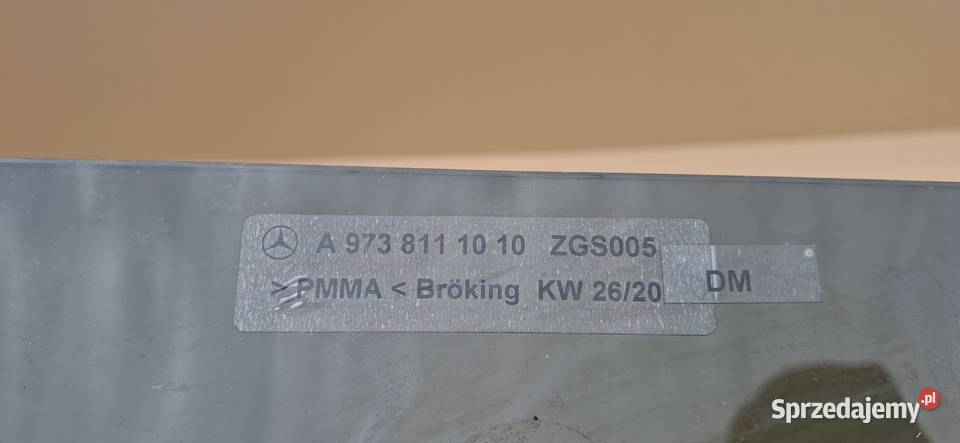 A 973 811 10 10 ZGS005
> PMMA < Bröking KW 26/20
DM
Sprzedajemy.pl